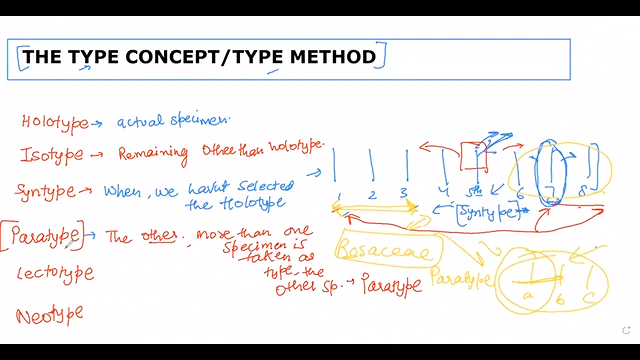 THE TYPE CONCEPT/TYPE METHOD
Holotype → actual specimen.
Isotype → Remaining Other than holotype.
Syntype → When, we havn't selected
the Holotype
[Paratype] → The other. more than one
specimen is
taken as
type the
other sp. → Paratype
Lectotype
Neotype
1 2 3 4 5th 6 7 8
[Syntype]
Rosaceae
Paratype
a b c